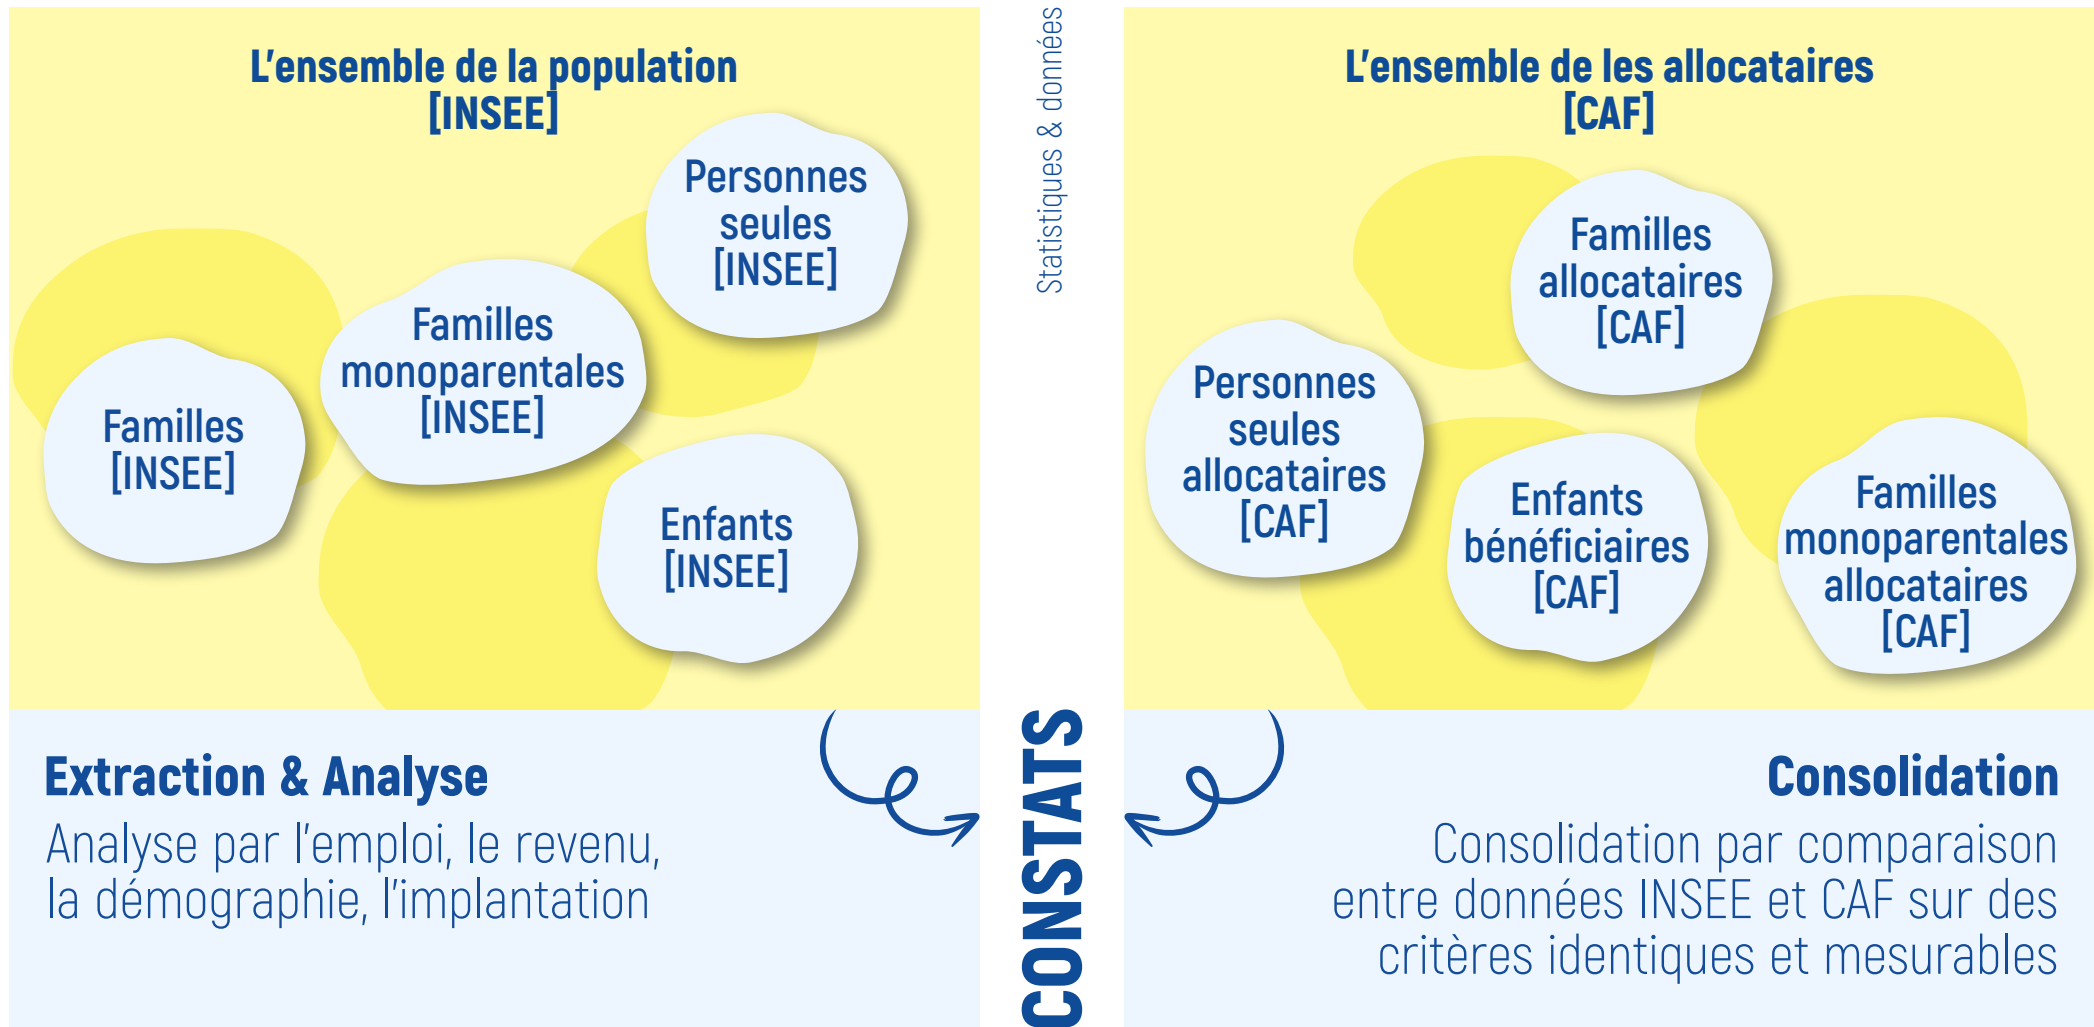 L'ensemble de la population
[INSEE]
Personnes
seules
[INSEE]
Familles
monoparentales
[INSEE]
Familles
[INSEE]
Enfants
[INSEE]
Extraction & Analyse
Analyse par l'emploi, le revenu,
la démographie, l'implantation
Statistiques & données
CONSTATS
L'ensemble de les allocataires
[CAF]
Familles
allocataires
[CAF]
Personnes
seules
allocataires
[CAF]
Enfants
bénéficiaires
[CAF]
Familles
monoparentales
allocataires
[CAF]
Consolidation
Consolidation par comparaison
entre données INSEE et CAF sur des
critères identiques et mesurables